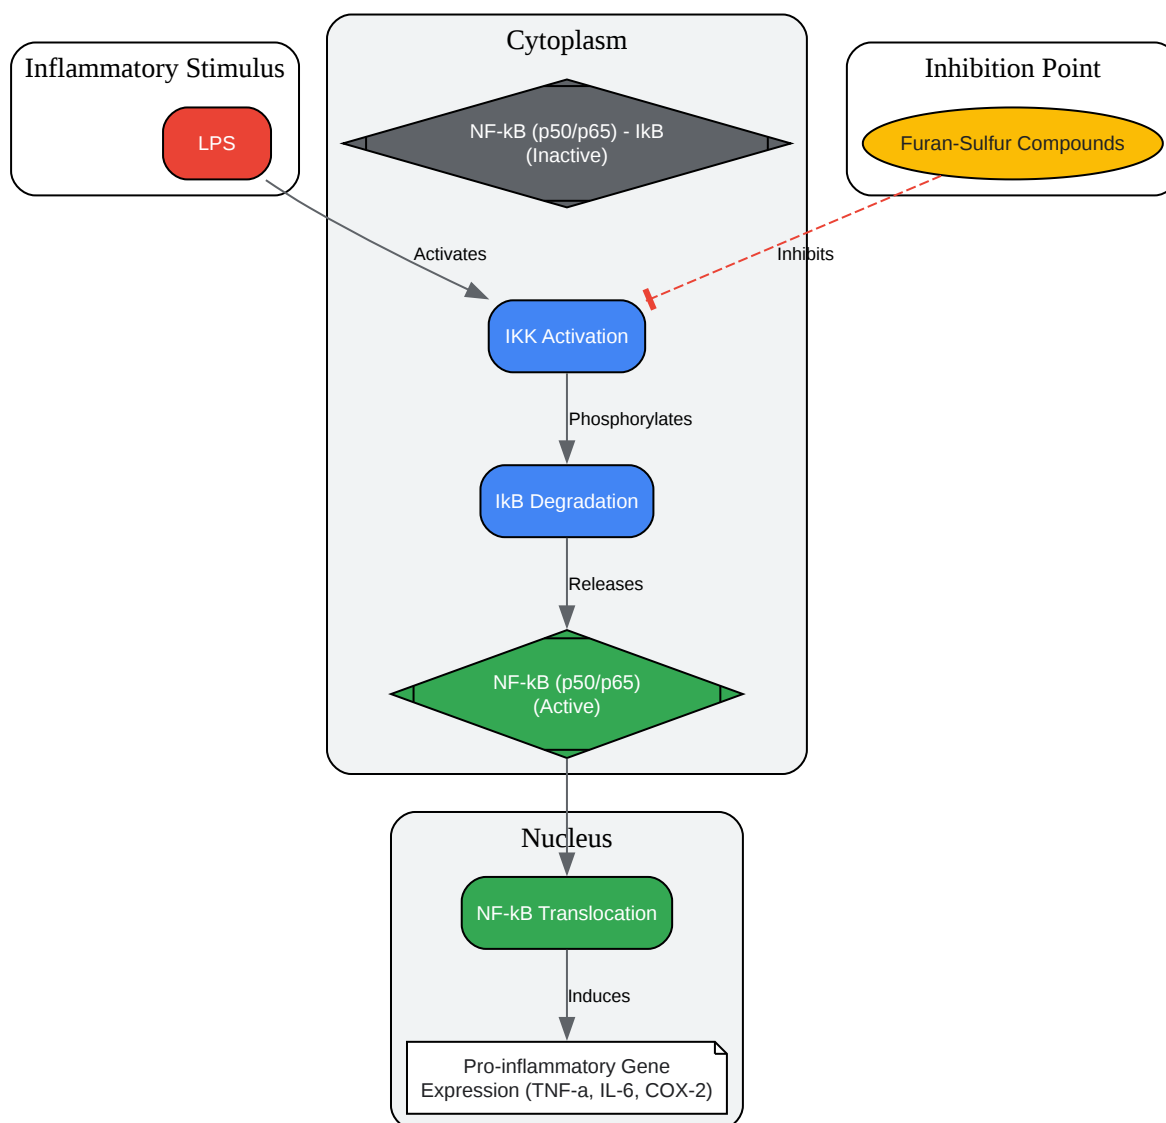 Inflammatory Stimulus
LPS
Cytoplasm
NF-kB (p50/p65) - IkB
(Inactive)
Inhibition Point
Furan-Sulfur Compounds
Activates
Inhibits
IKK Activation
Phosphorylates
IkB Degradation
Releases
NF-kB (p50/p65)
(Active)
Nucleus
NF-kB Translocation
Induces
Pro-inflammatory Gene
Expression (TNF-a, IL-6, COX-2)